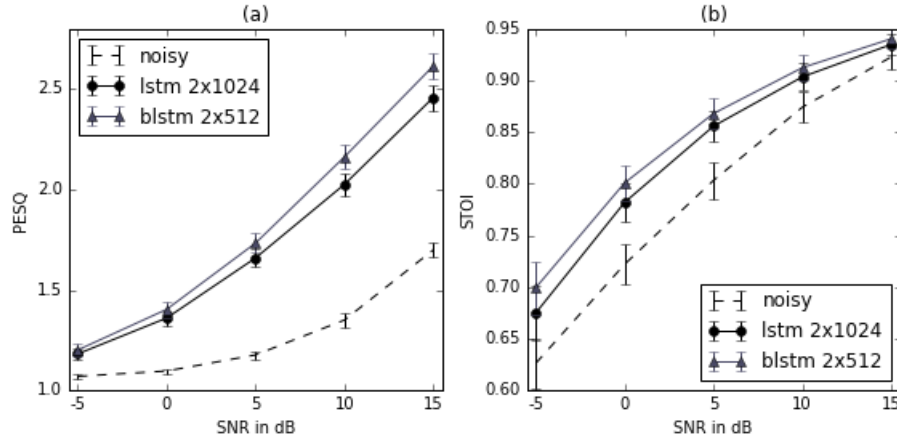 (a)
noisy
lstm 2x1024
blstm 2x512
PESQ
2.5
2.0
1.5
1.0
-5 0 5 10 15
SNR in dB
(b)
STOI
0.95
0.90
0.85
0.80
0.75
0.70
0.65
0.60
noisy
lstm 2x1024
blstm 2x512
-5 0 5 10 15
SNR in dB